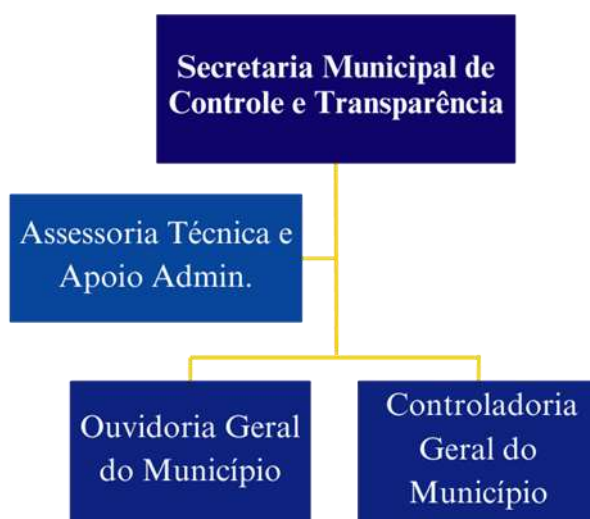 Secretaria Municipal de
Controle e Transparência
Assessoria Técnica e
Apoio Admin.
Ouvidoria Geral
do Município
Controladoria
Geral do
Município